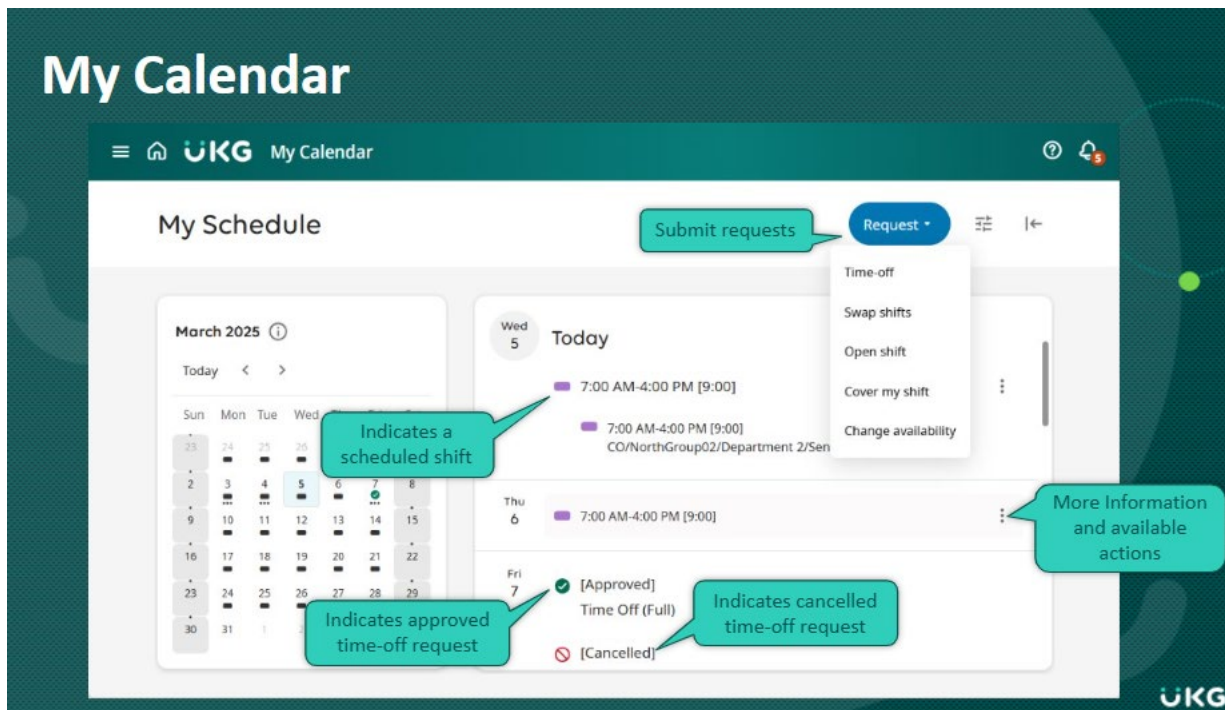 My Calendar
UKG My Calendar
5
My Schedule
Submit requests
Request
Time-off
Swap shifts
Open shift
Cover my shift
Change availability
March 2025
Today < >
Sun Mon Tue Wed
23 24 25 26
2 3 4 5 6 7 8
9 10 11 12 13 14 15
16 17 18 19 20 21 22
23 24 25 26 27 28 29
30 31 1
Indicates a
scheduled shift
Indicates approved
time-off request
Wed
5
Today
7:00 AM-4:00 PM [9:00]
7:00 AM-4:00 PM [9:00]
CO/NorthGroup02/Department 2/Sen
Thu
6
7:00 AM-4:00 PM [9:00]
More Information
and available
actions
Fri
7
[Approved]
Time Off (Full)
Indicates cancelled
time-off request
[Cancelled]
UKG